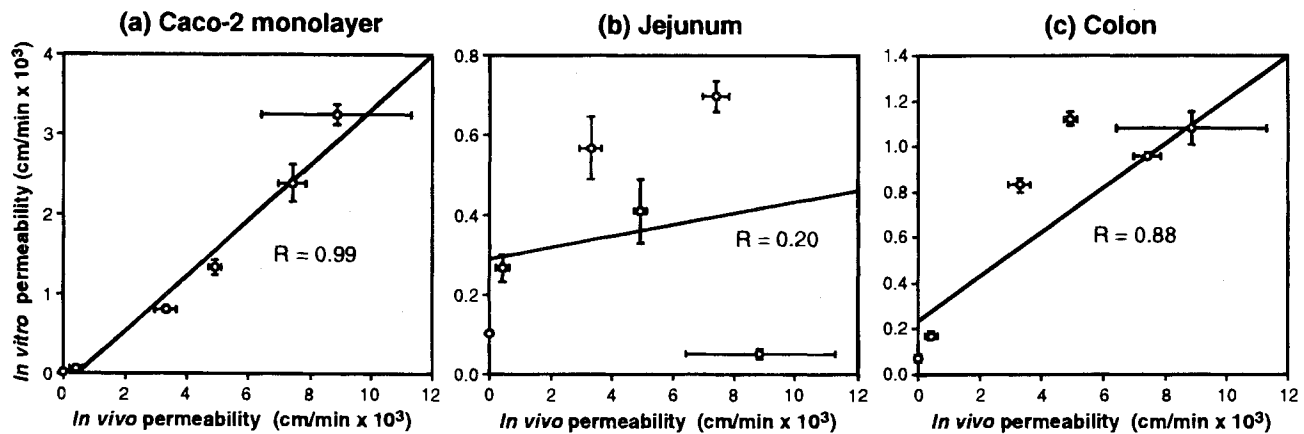 (a) Caco-2 monolayer
(b) Jejunum
(c) Colon
In vitro permeability (cm/min x 10³)
4
3
2
1
0
R = 0.99
0 2 4 6 8 10 12
In vivo permeability (cm/min x 10³)
0.8
0.6
0.4
0.2
0.0
R = 0.20
0 2 4 6 8 10 12
In vivo permeability (cm/min x 10³)
1.4
1.2
1.0
0.8
0.6
0.4
0.2
0.0
R = 0.88
0 2 4 6 8 10 12
In vivo permeability (cm/min x 10³)